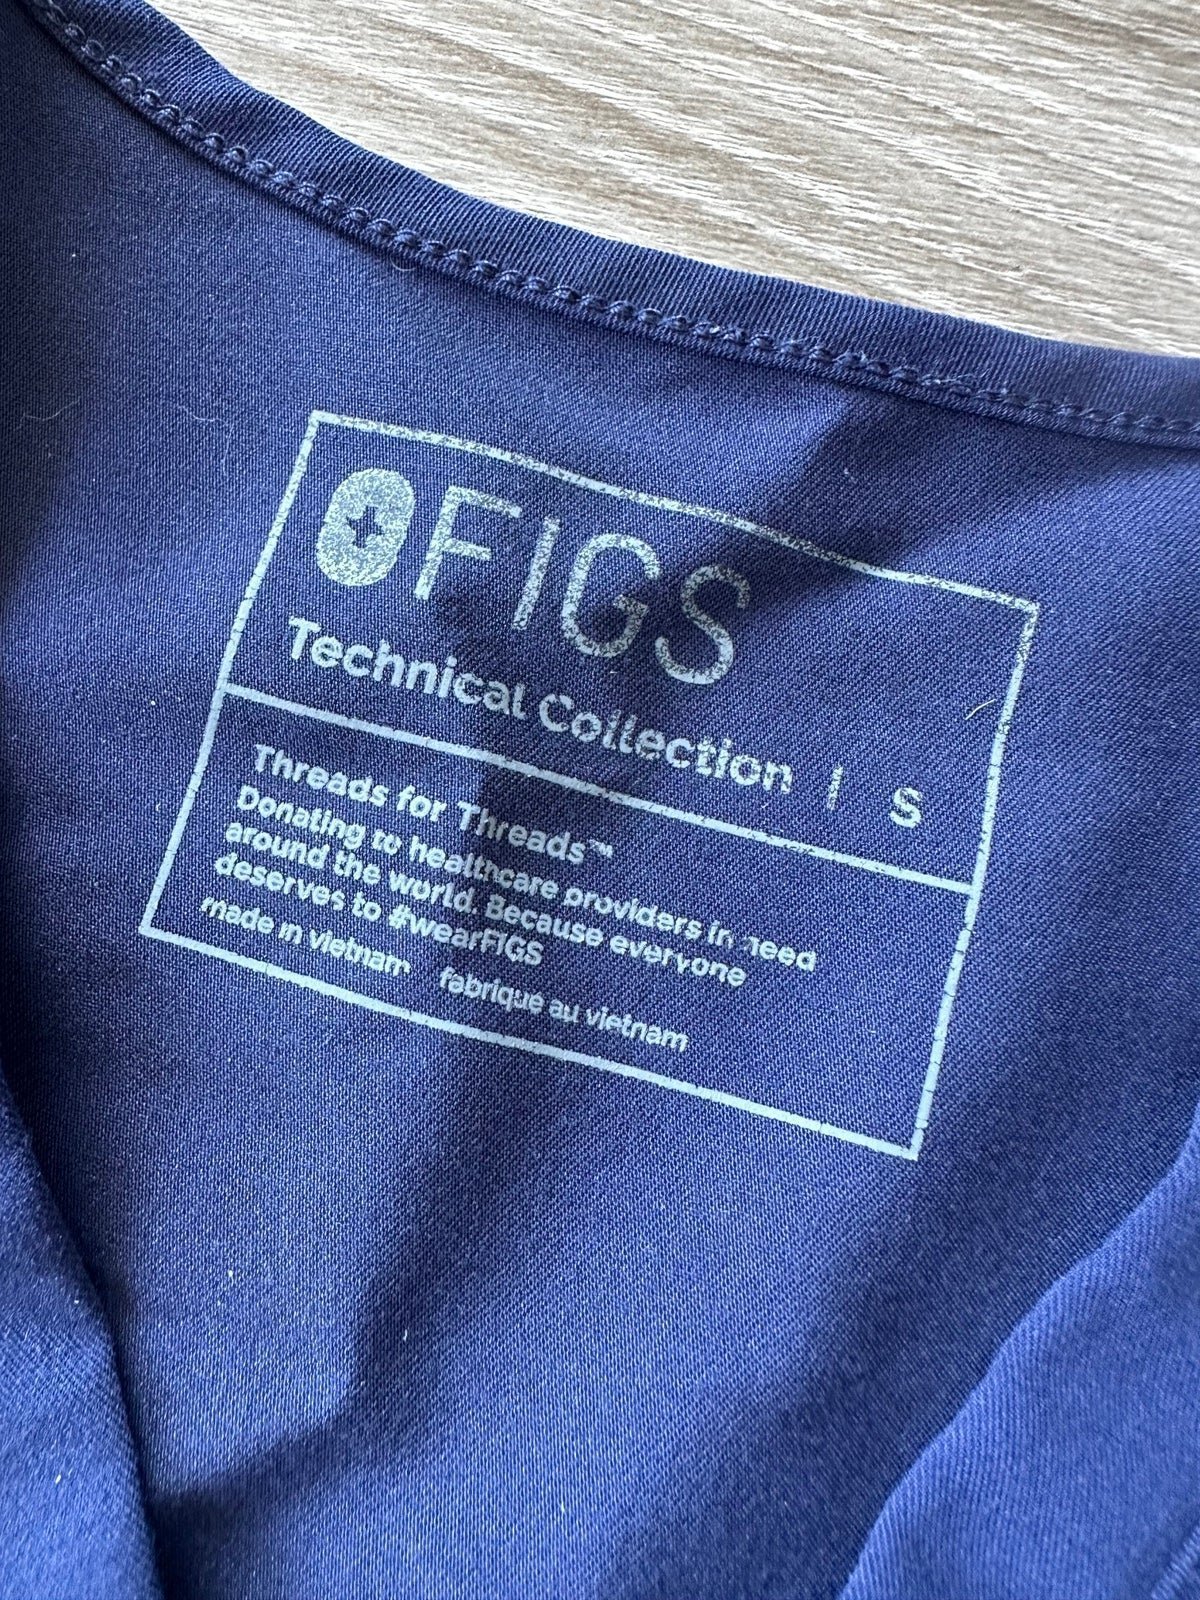 FIGS
Technical Collection | S
Threads for Threads™
Donating to healthcare providers in need
around the world. Because everyone
deserves to #wearFIGS
made in vietnam fabrique au vietnam